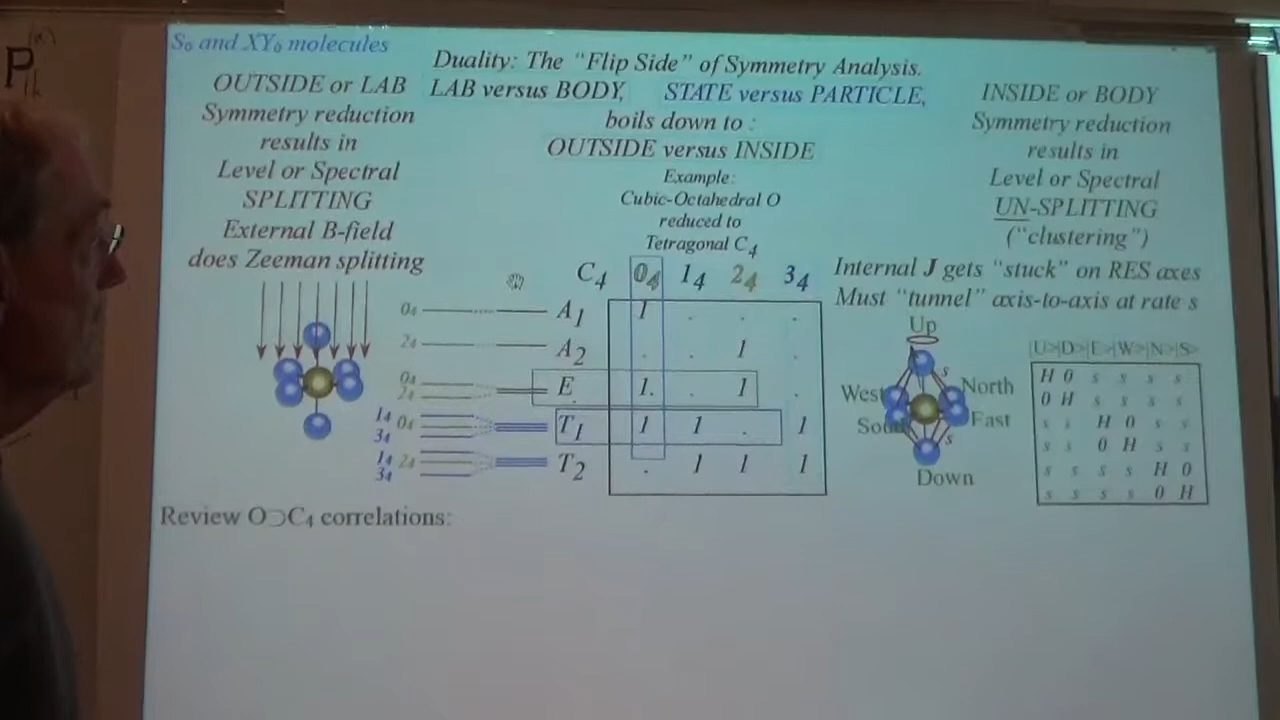 P
S₆ and XY₆ molecules
Duality: The "Flip Side" of Symmetry Analysis.
LAB versus BODY, STATE versus PARTICLE,
boils down to :
OUTSIDE versus INSIDE
OUTSIDE or LAB
Symmetry reduction
results in
Level or Spectral
SPLITTING
External B-field
does Zeeman splitting
Example:
Cubic-Octahedral O
reduced to
Tetragonal C₄
INSIDE or BODY
Symmetry reduction
results in
Level or Spectral
UN-SPLITTING
("clustering")
Internal J gets "stuck" on RES axes
Must "tunnel" axis-to-axis at rate s
C₄ 0₄ 1₄ 2₄ 3₄
0₄ A₁ 1 . . .
2₄ A₂ . . 1 .
0₄ 2₄ E 1 . 1 .
1₄ 0₄ 3₄ T₁ 1 1 . 1
1₄ 2₄ 3₄ T₂ . 1 1 1
Up
s
West
North
South
East
s
Down
|U>|D>|E>|W>|N>|S>
H 0 s s s s
0 H s s s s
s s H 0 s s
s s 0 H s s
s s s s H 0
s s s s 0 H
Review O⊃C₄ correlations: